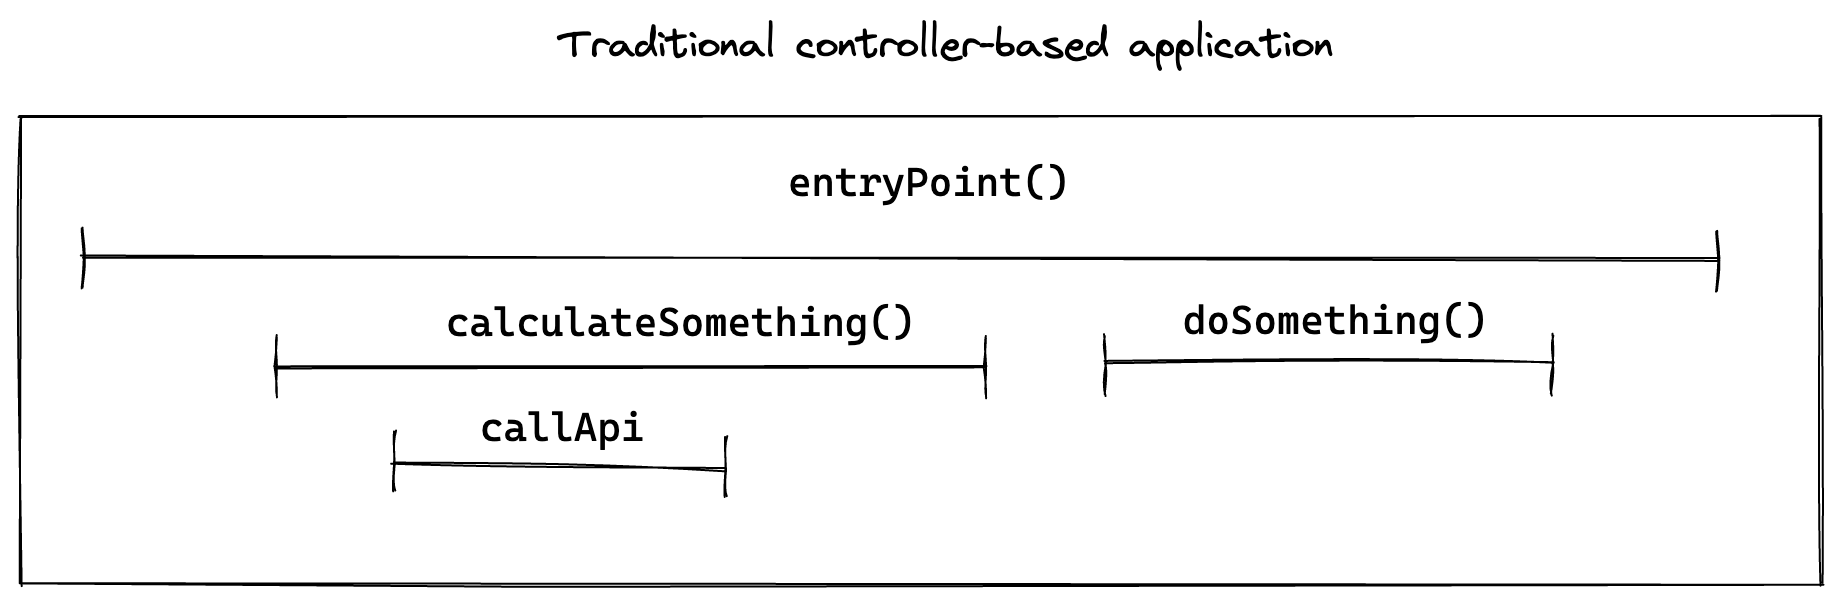 Traditional controller-based application
entryPoint()
calculateSomething()
doSomething()
callApi